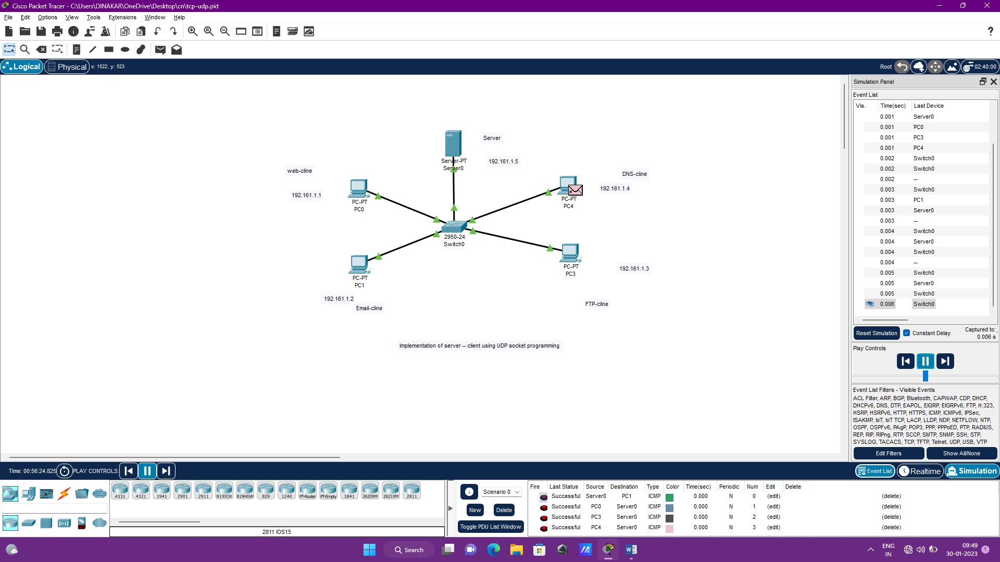 Cisco Packet Tracer - C:\Users\DINAKAR\OneDrive\Desktop\cn\tcp-udp.pkt
File Edit Options View Tools Extensions Window Help
Logical Physical x: 1522, y: 523 Root 02:40:00
Server
192.161.1.5
Server-PT
Server0
web-cline
192.161.1.1
PC-PT
PC0
DNS-cline
192.161.1.4
PC-PT
PC4
2950-24
Switch0
PC-PT
PC3
192.161.1.3
PC-PT
PC1
192.161.1.2
Email-cline
FTP-cline
Implementation of server – client using UDP socket programming
Simulation Panel
Event List
Vis. Time(sec) Last Device
0.001 Server0
0.001 PC0
0.001 PC3
0.001 PC4
0.002 Switch0
0.002 Switch0
0.002 --
0.003 Switch0
0.003 PC1
0.003 Server0
0.003 --
0.004 Switch0
0.004 Server0
0.004 Switch0
0.004 --
0.005 Switch0
0.005 Server0
0.005 Switch0
0.006 Switch0
Reset Simulation Constant Delay Captured to:
0.006 s
Play Controls
Event List Filters - Visible Events
ACL Filter, ARP, BGP, Bluetooth, CAPWAP, CDP, DHCP,
DHCPv6, DNS, DTP, EAPOL, EIGRP, EIGRPv6, FTP, H.323,
HSRP, HSRPv6, HTTP, HTTPS, ICMP, ICMPv6, IPSec,
ISAKMP, IoT, IoT TCP, LACP, LLDP, NDP, NETFLOW, NTP,
OSPF, OSPFv6, PAgP, POP3, PPP, PPPoED, PTP, RADIUS,
REP, RIP, RIPng, RTP, SCCP, SMTP, SNMP, SSH, STP,
SYSLOG, TACACS, TCP, TFTP, Telnet, UDP, USB, VTP
Edit Filters Show All/None
Time: 00:56:24.825 PLAY CONTROLS: Event List Realtime Simulation
4331 4321 1941 2901 2911 819IOX 819HGW 829 1240 PT-Router PT-Empty 1841 2620XM 2621XM 2811
2811 IOS15
Scenario 0
New Delete
Toggle PDU List Window
Fire Last Status Source Destination Type Color Time(sec) Periodic Num Edit Delete
Successful Server0 PC1 ICMP 0.000 N 0 (edit) (delete)
Successful PC0 Server0 ICMP 0.000 N 1 (edit) (delete)
Successful PC3 Server0 ICMP 0.000 N 2 (edit) (delete)
Successful PC4 Server0 ICMP 0.000 N 3 (edit) (delete)
Search
ENG
IN
09:49
30-01-2023
1